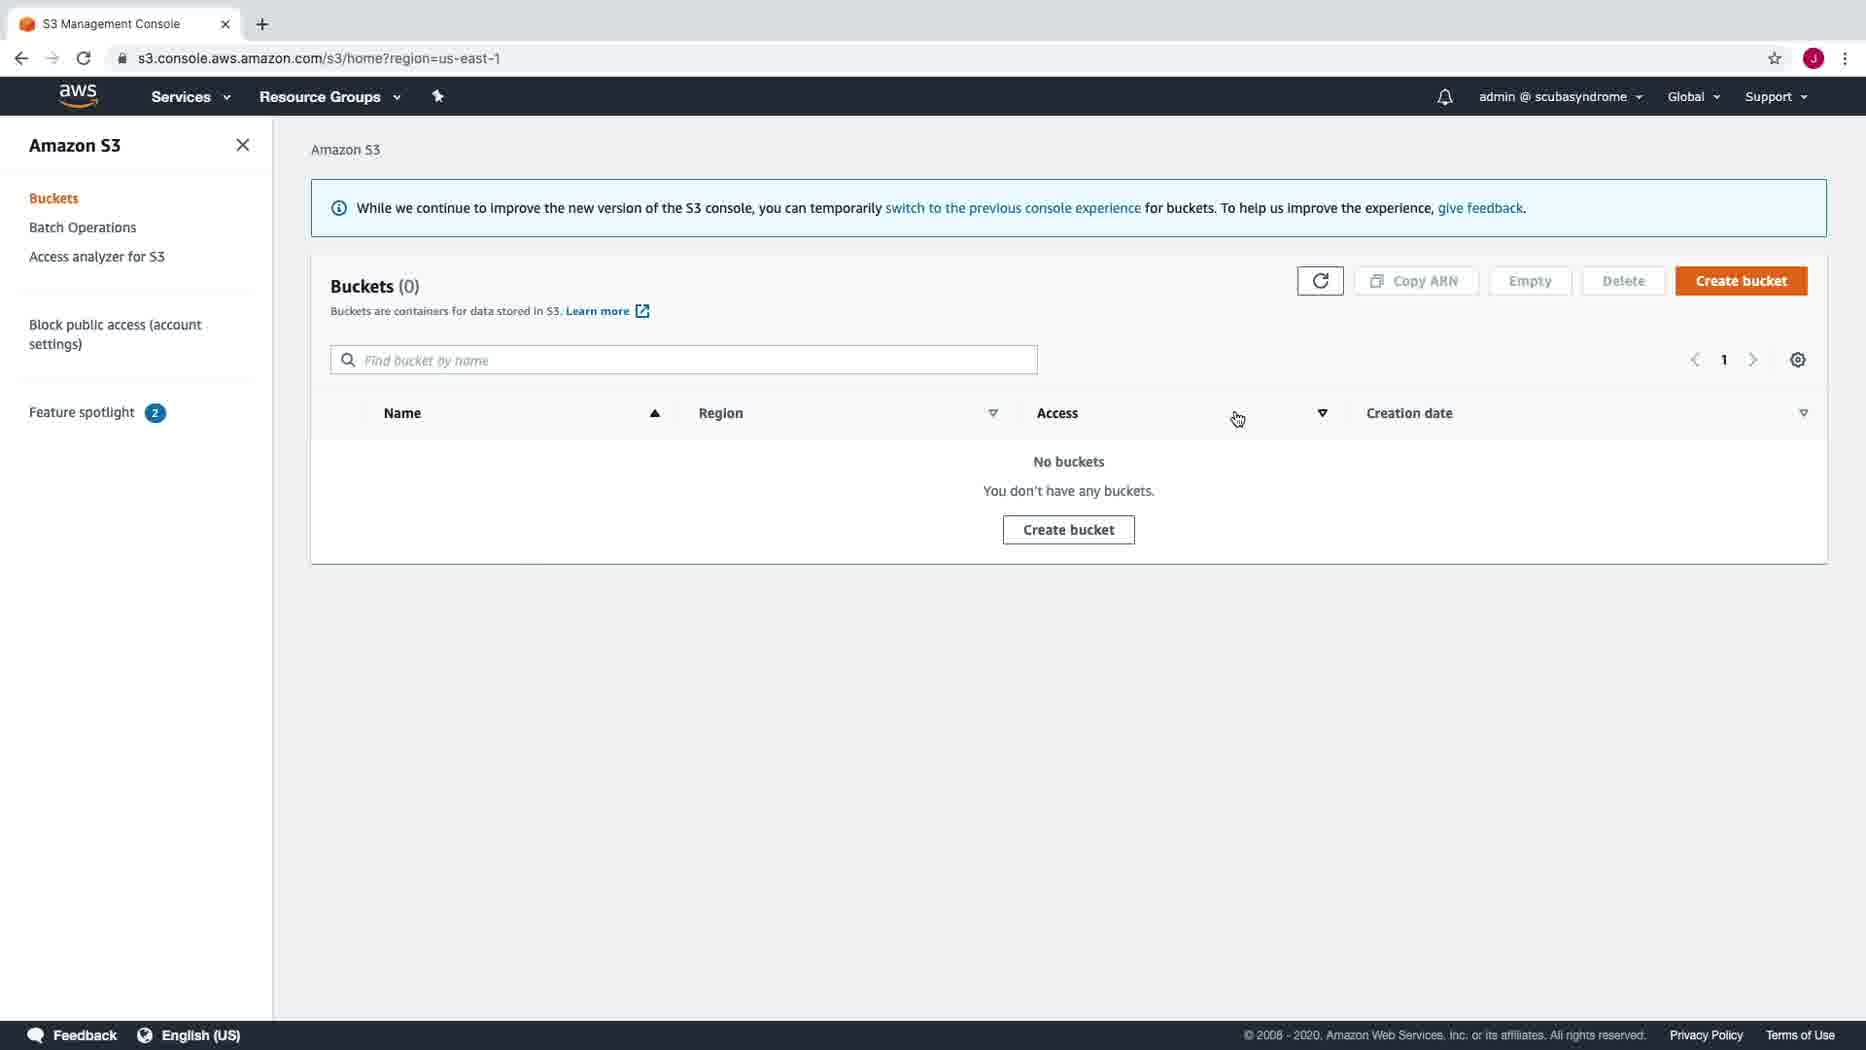 S3 Management Console
s3.console.aws.amazon.com/s3/home?region=us-east-1
J
aws
Services
Resource Groups
admin @ scubasyndrome
Global
Support
Amazon S3
Buckets
Batch Operations
Access analyzer for S3
Block public access (account
settings)
Feature spotlight 2
Amazon S3
While we continue to improve the new version of the S3 console, you can temporarily switch to the previous console experience for buckets. To help us improve the experience, give feedback.
Buckets (0)
Buckets are containers for data stored in S3. Learn more
Copy ARN
Empty
Delete
Create bucket
Find bucket by name
1
Name
Region
Access
Creation date
No buckets
You don't have any buckets.
Create bucket
Feedback
English (US)
© 2008 - 2020, Amazon Web Services, Inc. or its affiliates. All rights reserved.
Privacy Policy
Terms of Use